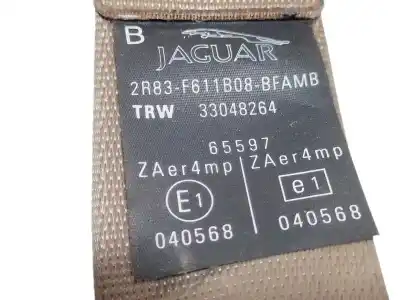 B
JAGUAR
2R83-F611B08-BFAMB
TRW 33048264
65597
ZAer4mp ZAer4mp
E1 e1
040568 040568